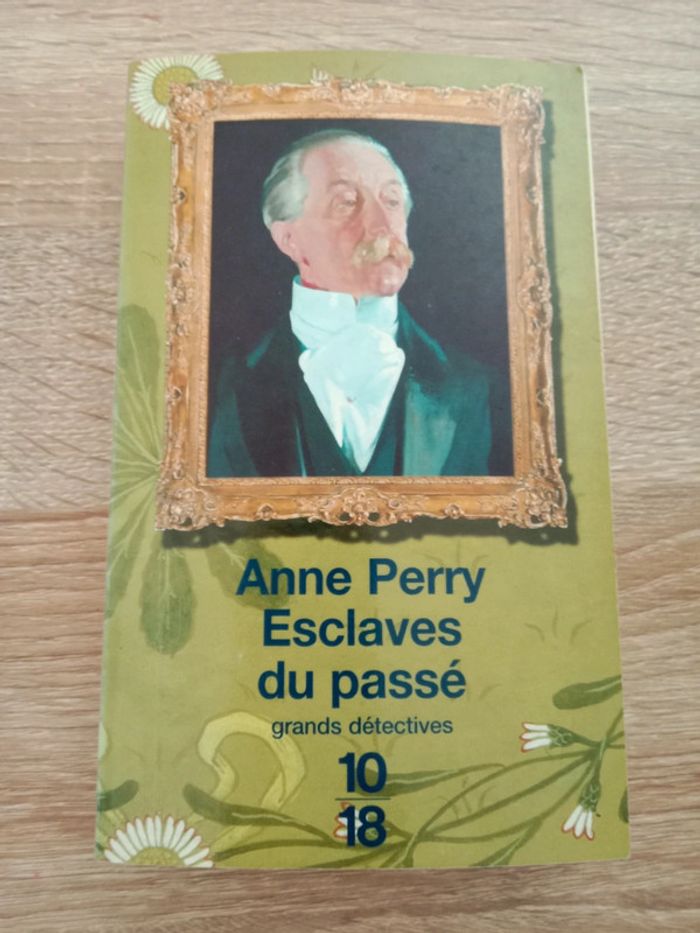 Anne Perry
Esclaves
du passé
grands détectives
10
18